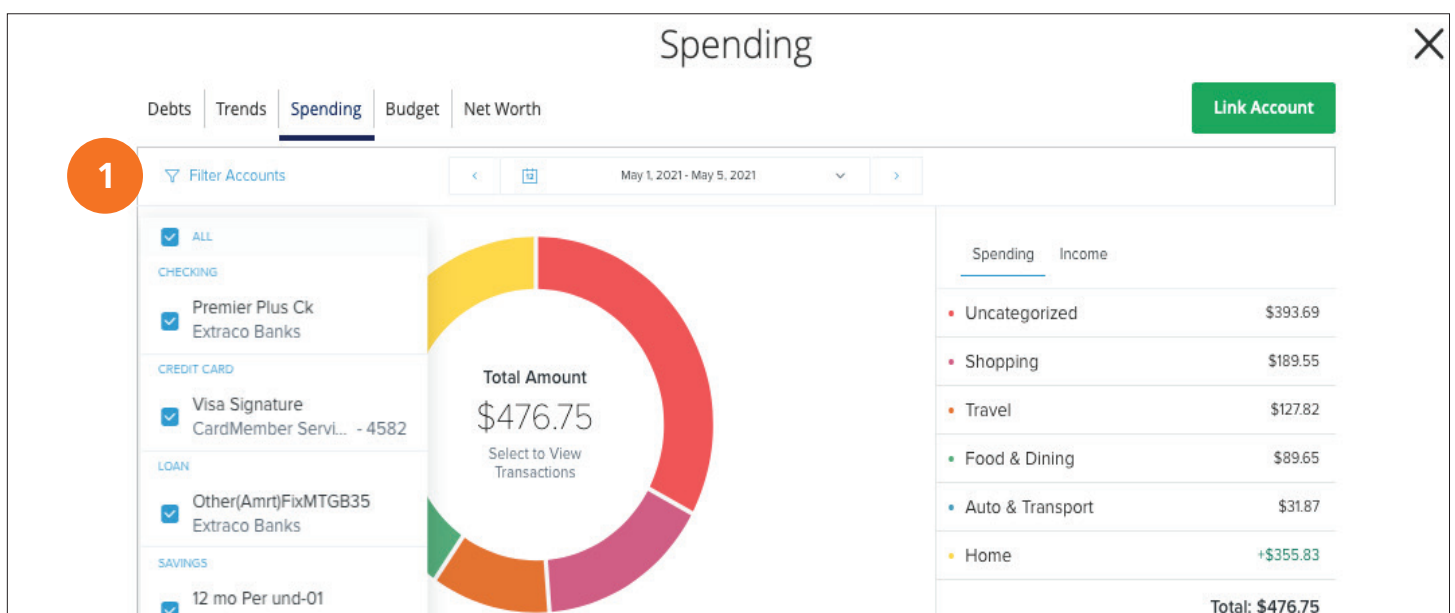 Spending
Debts Trends Spending Budget Net Worth
Link Account
1
Filter Accounts
12
May 1, 2021 - May 5, 2021
ALL
CHECKING
Premier Plus Ck
Extraco Banks
CREDIT CARD
Visa Signature
CardMember Servi... - 4582
LOAN
Other(Amrt)FixMTGB35
Extraco Banks
SAVINGS
12 mo Per und-01
Total Amount
$476.75
Select to View
Transactions
Spending Income
Uncategorized $393.69
Shopping $189.55
Travel $127.82
Food & Dining $89.65
Auto & Transport $31.87
Home +$355.83
Total: $476.75